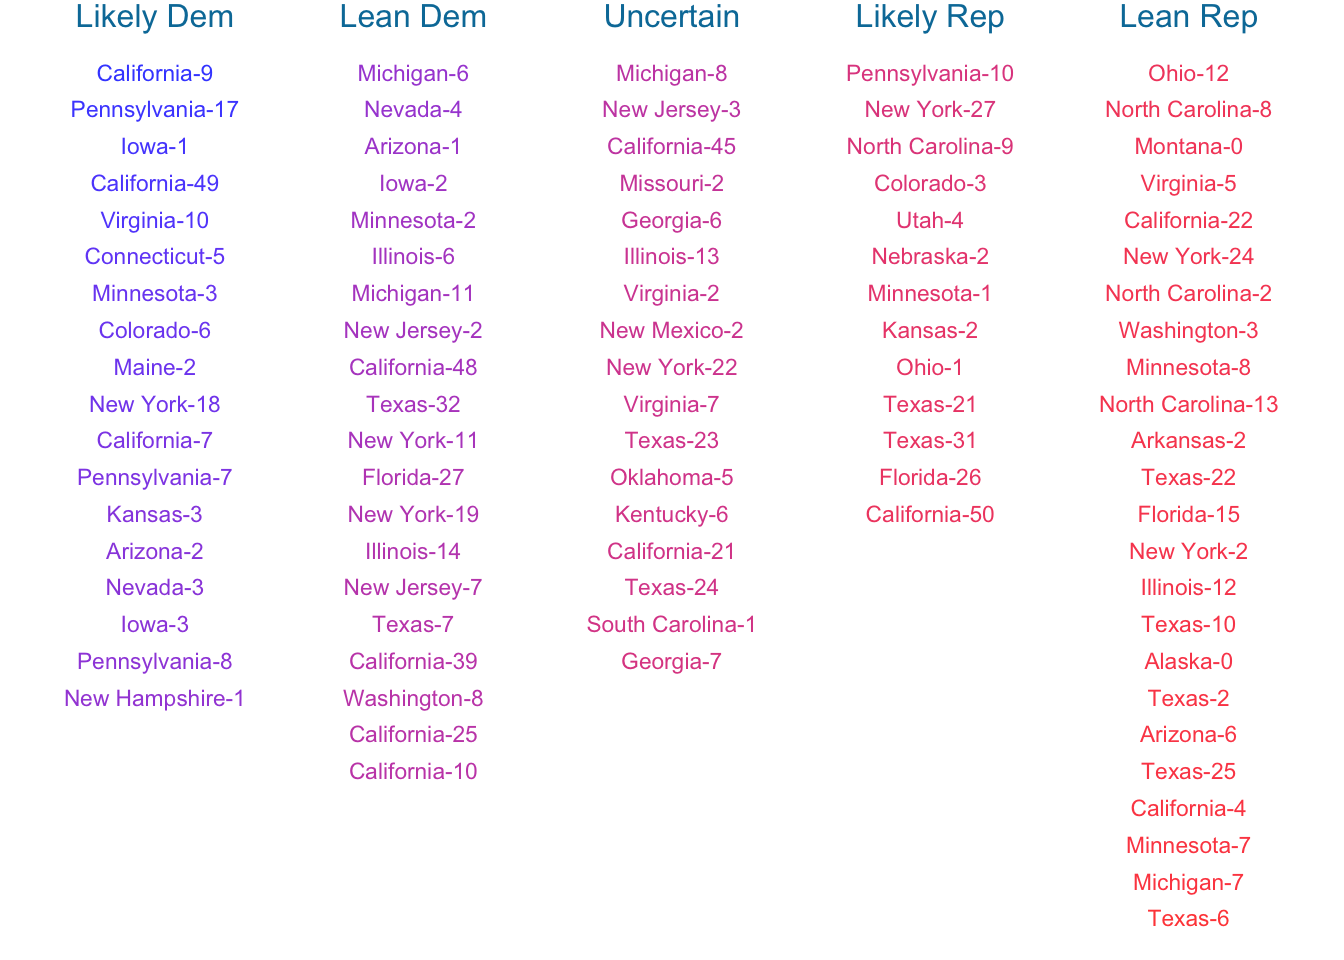 Likely Dem
California-9
Pennsylvania-17
Iowa-1
California-49
Virginia-10
Connecticut-5
Minnesota-3
Colorado-6
Maine-2
New York-18
California-7
Pennsylvania-7
Kansas-3
Arizona-2
Nevada-3
Iowa-3
Pennsylvania-8
New Hampshire-1
Lean Dem
Michigan-6
Nevada-4
Arizona-1
Iowa-2
Minnesota-2
Illinois-6
Michigan-11
New Jersey-2
California-48
Texas-32
New York-11
Florida-27
New York-19
Illinois-14
New Jersey-7
Texas-7
California-39
Washington-8
California-25
California-10
Uncertain
Michigan-8
New Jersey-3
California-45
Missouri-2
Georgia-6
Illinois-13
Virginia-2
New Mexico-2
New York-22
Virginia-7
Texas-23
Oklahoma-5
Kentucky-6
California-21
Texas-24
South Carolina-1
Georgia-7
Likely Rep
Pennsylvania-10
New York-27
North Carolina-9
Colorado-3
Utah-4
Nebraska-2
Minnesota-1
Kansas-2
Ohio-1
Texas-21
Texas-31
Florida-26
California-50
Lean Rep
Ohio-12
North Carolina-8
Montana-0
Virginia-5
California-22
New York-24
North Carolina-2
Washington-3
Minnesota-8
North Carolina-13
Arkansas-2
Texas-22
Florida-15
New York-2
Illinois-12
Texas-10
Alaska-0
Texas-2
Arizona-6
Texas-25
California-4
Minnesota-7
Michigan-7
Texas-6